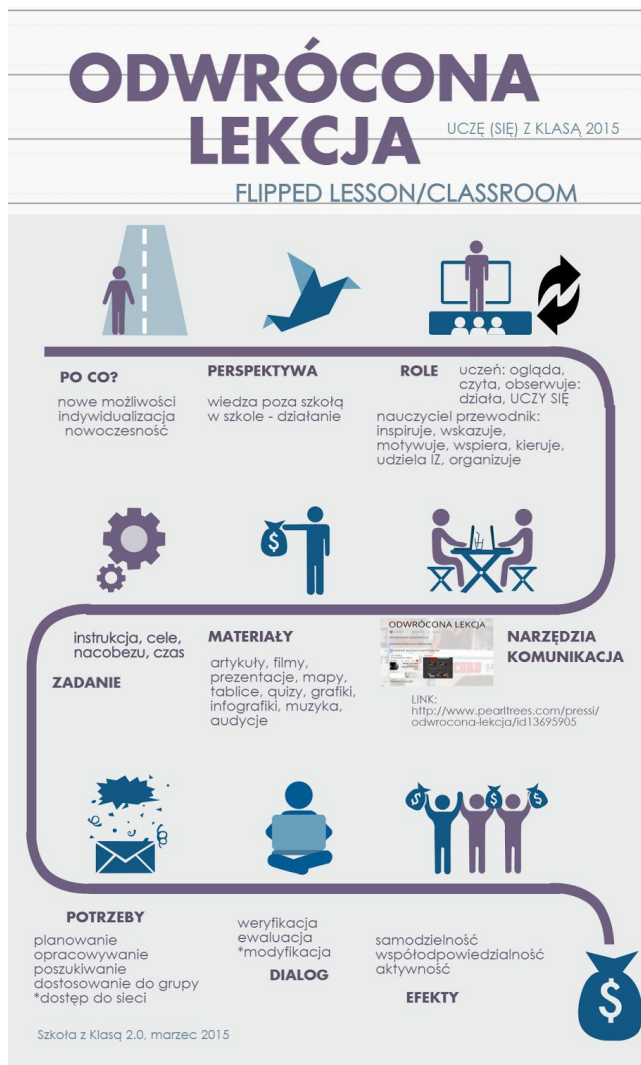 ODWRÓCONA
LEKCJA
UCZĘ (SIĘ) Z KLASĄ 2015
FLIPPED LESSON/CLASSROOM
PO CO?
nowe możliwości
indywidualizacja
nowoczesność
PERSPEKTYWA
wiedza poza szkołą
w szkole - działanie
ROLE
uczeń: ogląda,
czyta, obserwuje:
działa, UCZY SIĘ
nauczyciel przewodnik:
inspiruje, wskazuje,
motywuje, wspiera, kieruje,
udziela IZ, organizuje
$
instrukcja, cele,
nacobezu, czas
ZADANIE
MATERIAŁY
artykuły, filmy,
prezentacje, mapy,
tablice, quizy, grafiki,
infografiki, muzyka,
audycje
ODWRÓCONA LEKCJA
NARZĘDZIA
KOMUNIKACJA
LINK:
http://www.pearltrees.com/pressi/
odwrocona-lekcja/id13695905
$ $ $
POTRZEBY
planowanie
opracowywanie
poszukiwanie
dostosowanie do grupy
*dostęp do sieci
weryfikacja
ewaluacja
*modyfikacja
DIALOG
samodzielność
współodpowiedzialność
aktywność
EFEKTY
$
Szkoła z Klasą 2.0, marzec 2015